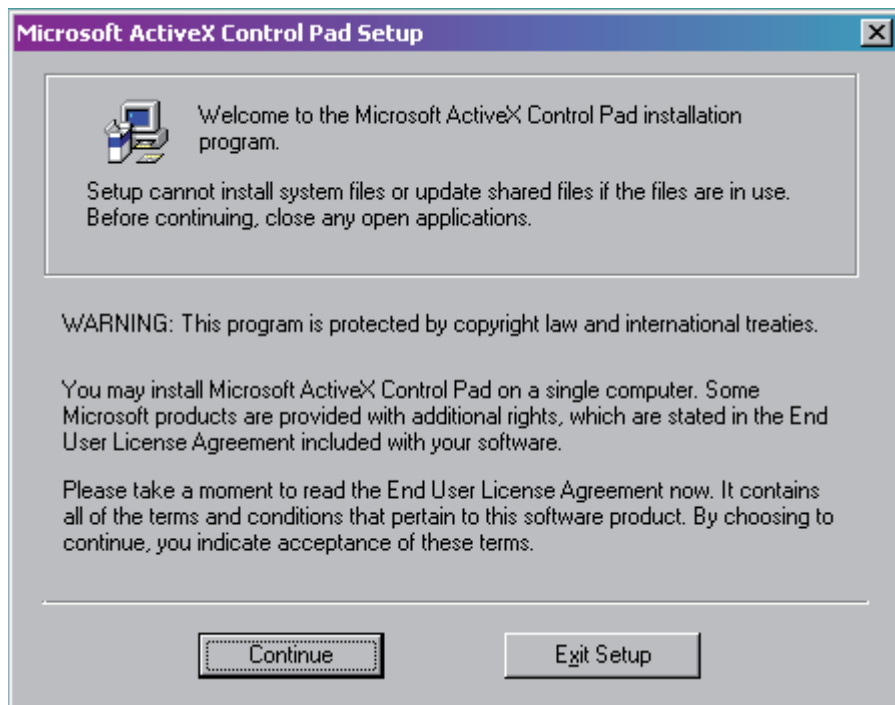 Microsoft ActiveX Control Pad Setup
Welcome to the Microsoft ActiveX Control Pad installation
program.
Setup cannot install system files or update shared files if the files are in use.
Before continuing, close any open applications.
WARNING: This program is protected by copyright law and international treaties.
You may install Microsoft ActiveX Control Pad on a single computer. Some
Microsoft products are provided with additional rights, which are stated in the End
User License Agreement included with your software.
Please take a moment to read the End User License Agreement now. It contains
all of the terms and conditions that pertain to this software product. By choosing to
continue, you indicate acceptance of these terms.
Continue
Exit Setup